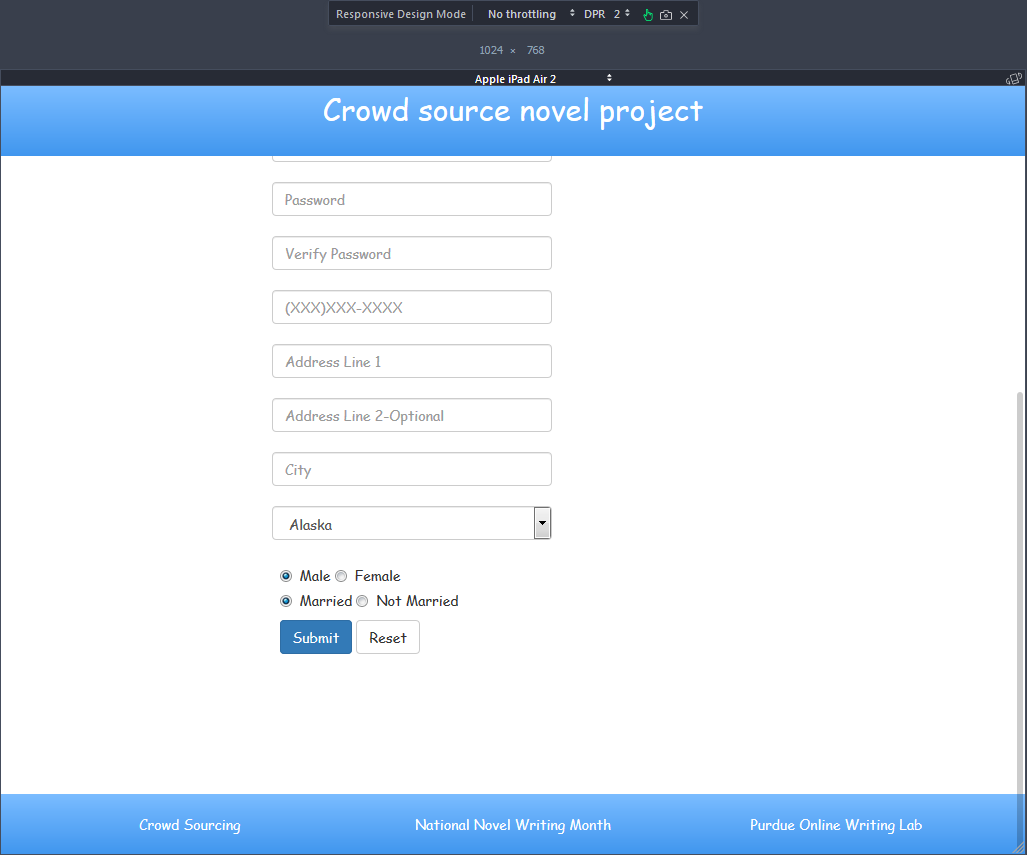 Responsive Design Mode No throttling DPR 2
1024 × 768
Apple iPad Air 2
Crowd source novel project
Password
Verify Password
(XXX)XXX-XXXX
Address Line 1
Address Line 2-Optional
City
Alaska
Male Female
Married Not Married
Submit Reset
Crowd Sourcing National Novel Writing Month Purdue Online Writing Lab